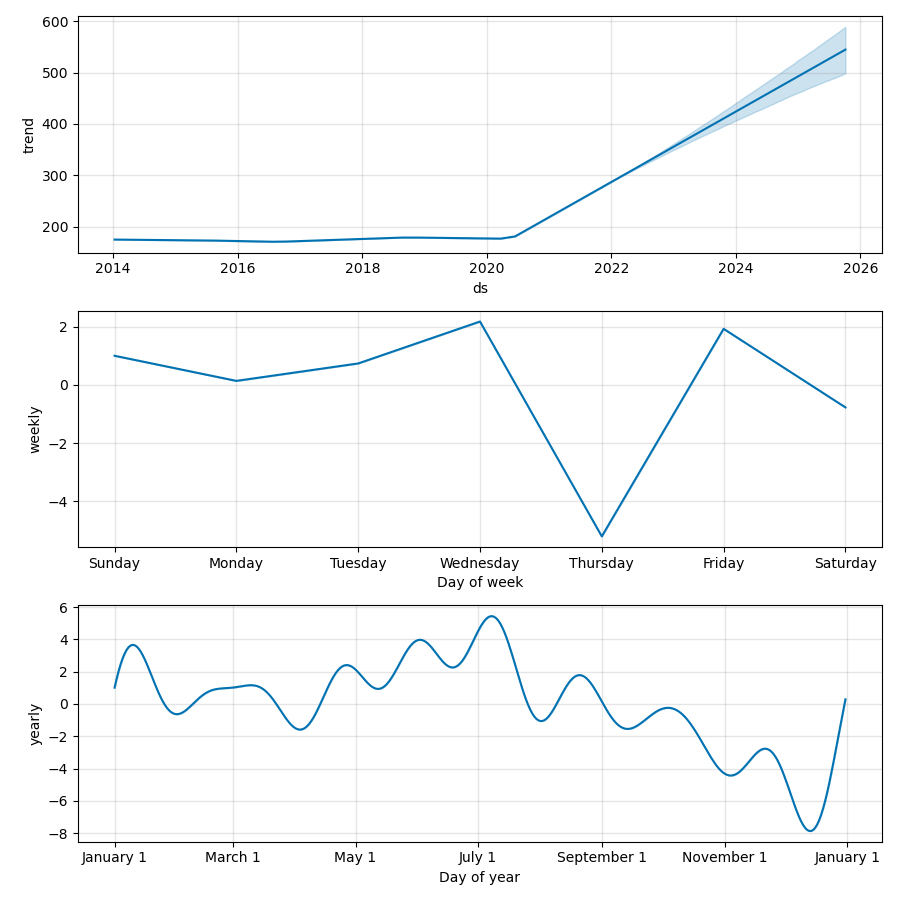 600
500
400
300
200
trend
2014 2016 2018 2020 2022 2024 2026
ds
2
0
−2
−4
weekly
Sunday Monday Tuesday Wednesday Thursday Friday Saturday
Day of week
6
4
2
0
−2
−4
−6
−8
yearly
January 1 March 1 May 1 July 1 September 1 November 1 January 1
Day of year